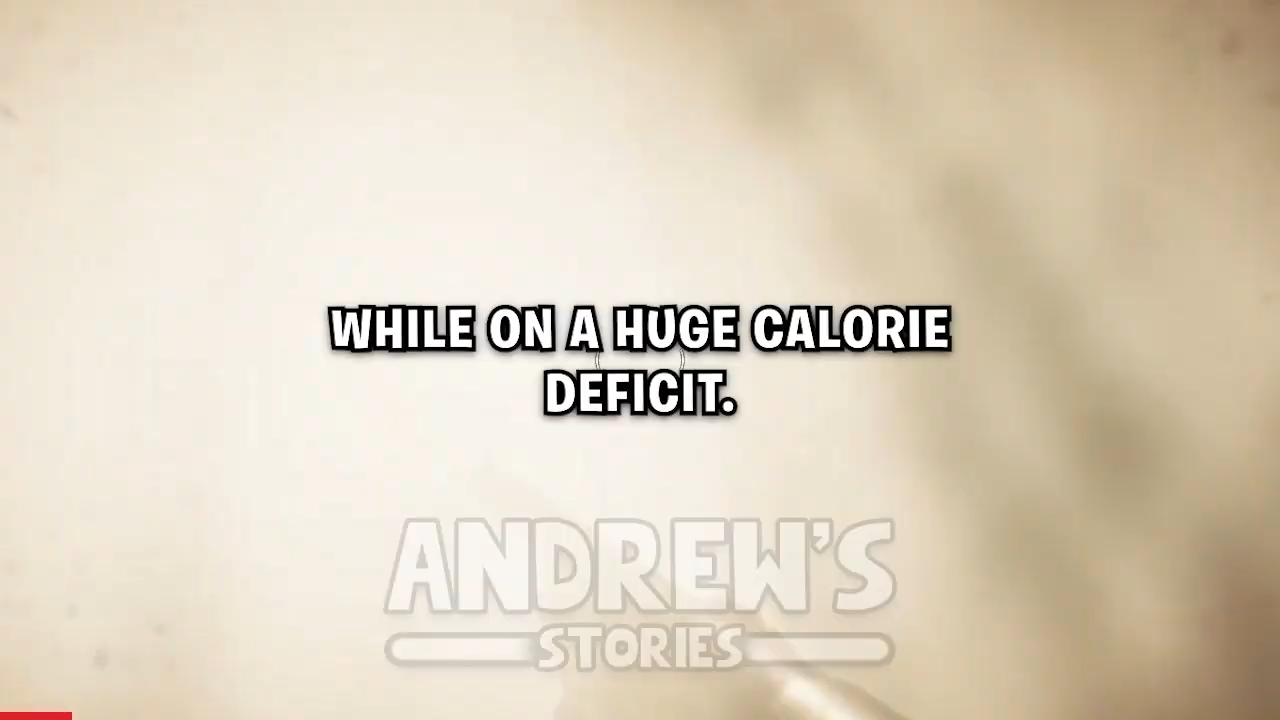 WHILE ON A HUGE CALORIE
DEFICIT.
ANDREW'S
STORIES